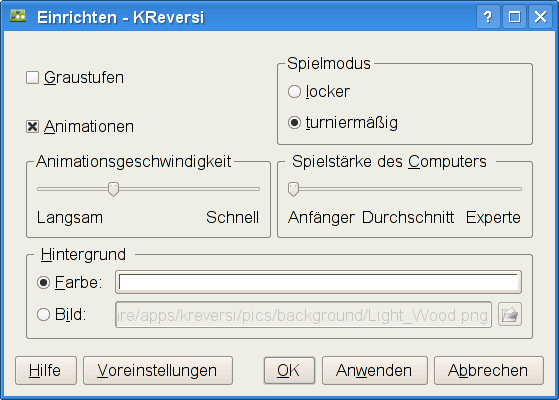 Einrichten - KReversi
Graustufen
Animationen
Spielmodus
locker
turniermäßig
Animationsgeschwindigkeit
Langsam Schnell
Spielstärke des Computers
Anfänger Durchschnitt Experte
Hintergrund
Farbe:
Bild: are/apps/kreversi/pics/background/Light_Wood.png
Hilfe Voreinstellungen OK Anwenden Abbrechen